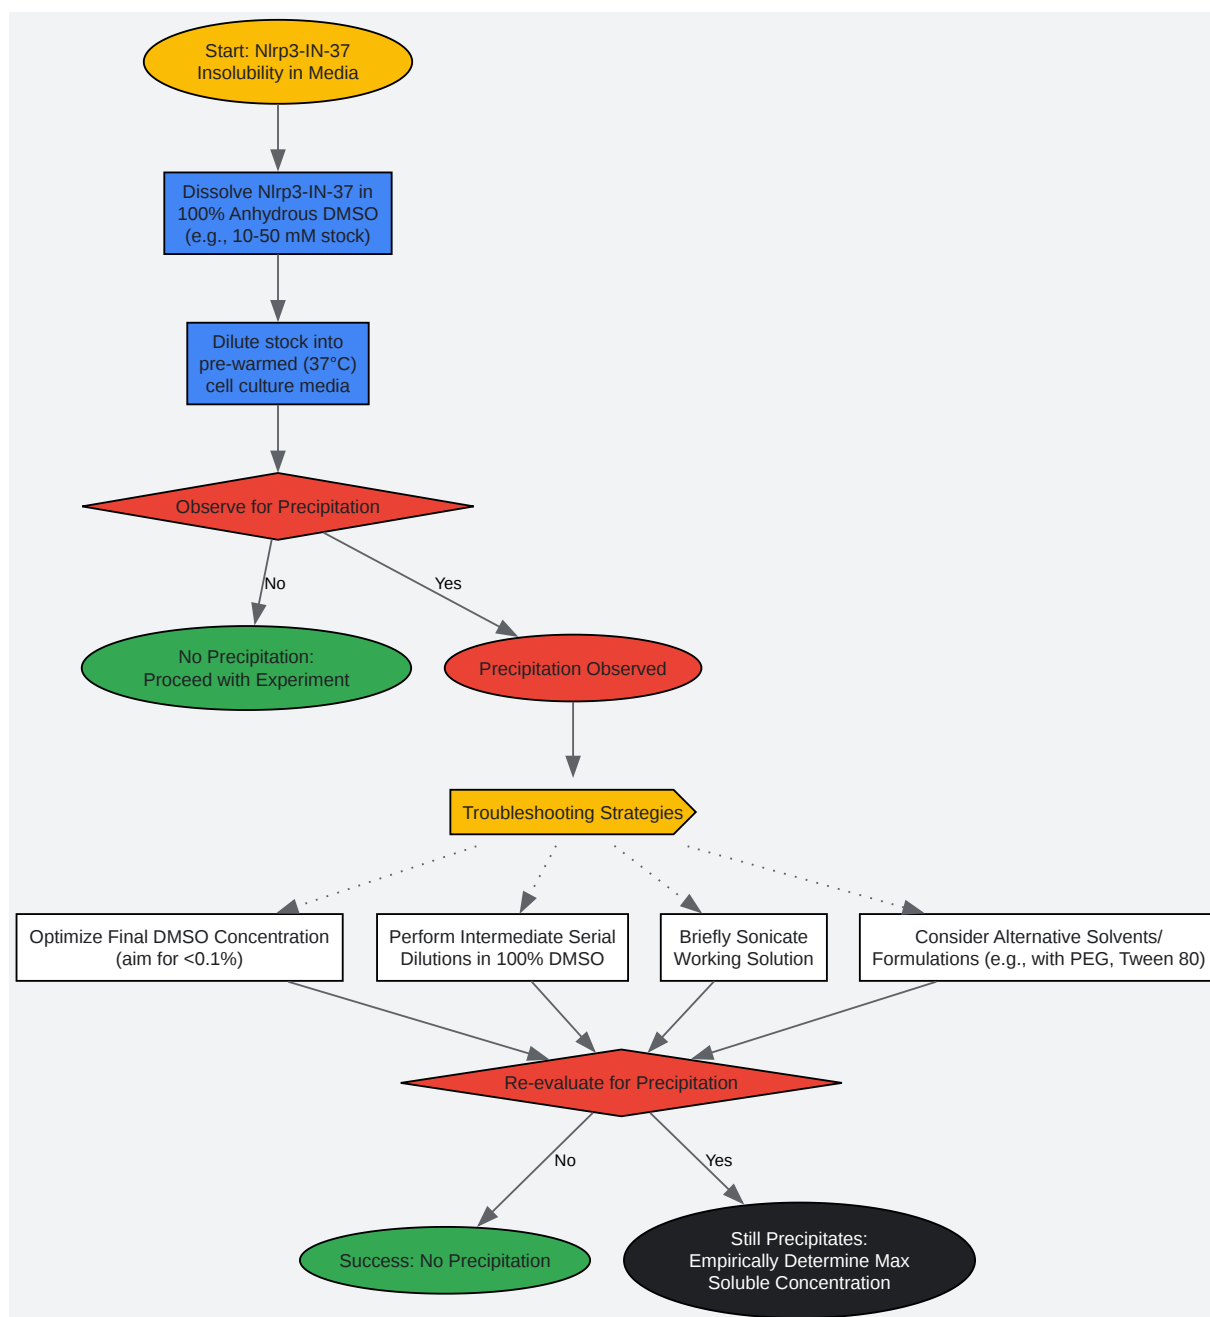 Start: Nlrp3-IN-37
Insolubility in Media
Dissolve Nlrp3-IN-37 in
100% Anhydrous DMSO
(e.g., 10-50 mM stock)
Dilute stock into
pre-warmed (37°C)
cell culture media
Observe for Precipitation
No
Yes
No Precipitation:
Proceed with Experiment
Precipitation Observed
Troubleshooting Strategies
Optimize Final DMSO Concentration
(aim for <0.1%)
Perform Intermediate Serial
Dilutions in 100% DMSO
Briefly Sonicate
Working Solution
Consider Alternative Solvents/
Formulations (e.g., with PEG, Tween 80)
Re-evaluate for Precipitation
No
Yes
Success: No Precipitation
Still Precipitates:
Empirically Determine Max
Soluble Concentration